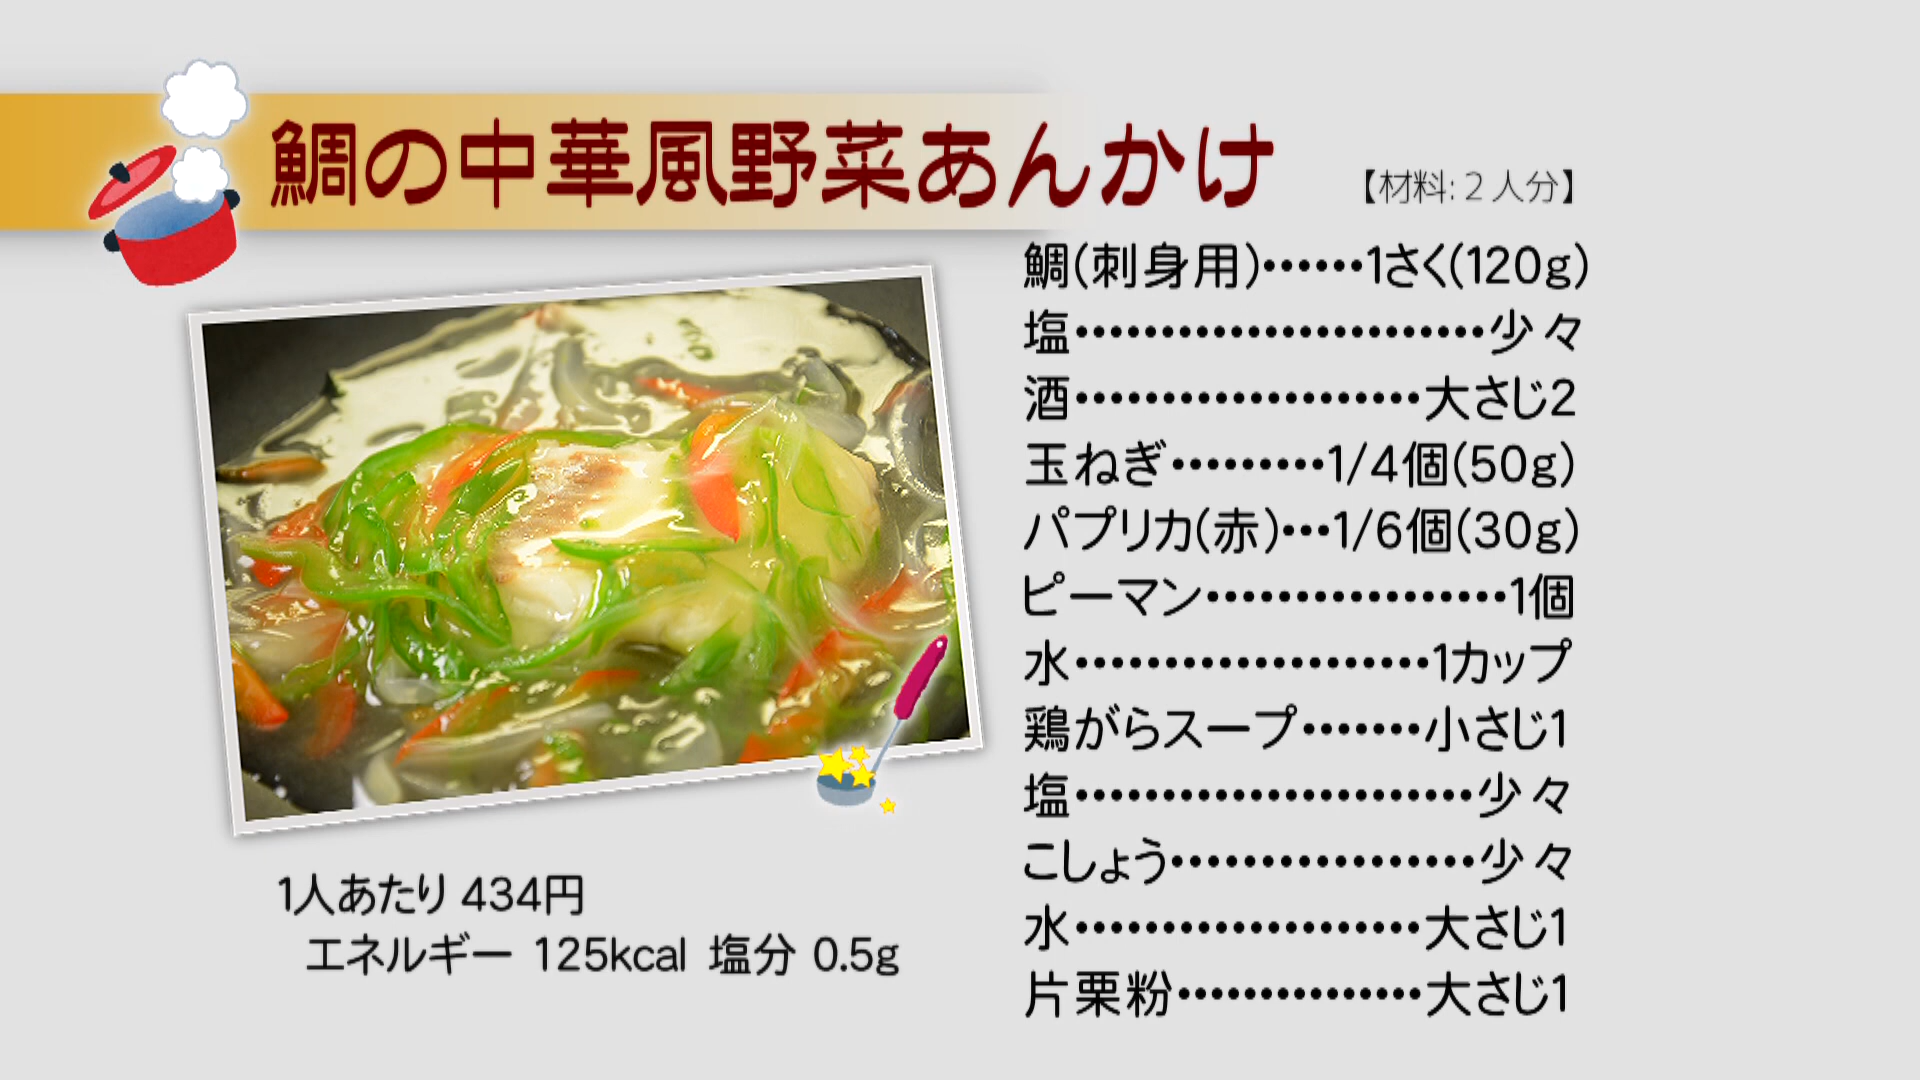 鯛の中華風野菜あんかけ
【材料:2人分】
鯛(刺身用)……1さく(120g)
塩………………………少々
酒…………………大さじ2
玉ねぎ………1/4個(50g)
パプリカ(赤)…1/6個(30g)
ピーマン………………1個
水…………………1カップ
鶏がらスープ……小さじ1
塩………………………少々
こしょう………………少々
水…………………大さじ1
片栗粉……………大さじ1
1人あたり 434円
エネルギー 125kcal 塩分 0.5g